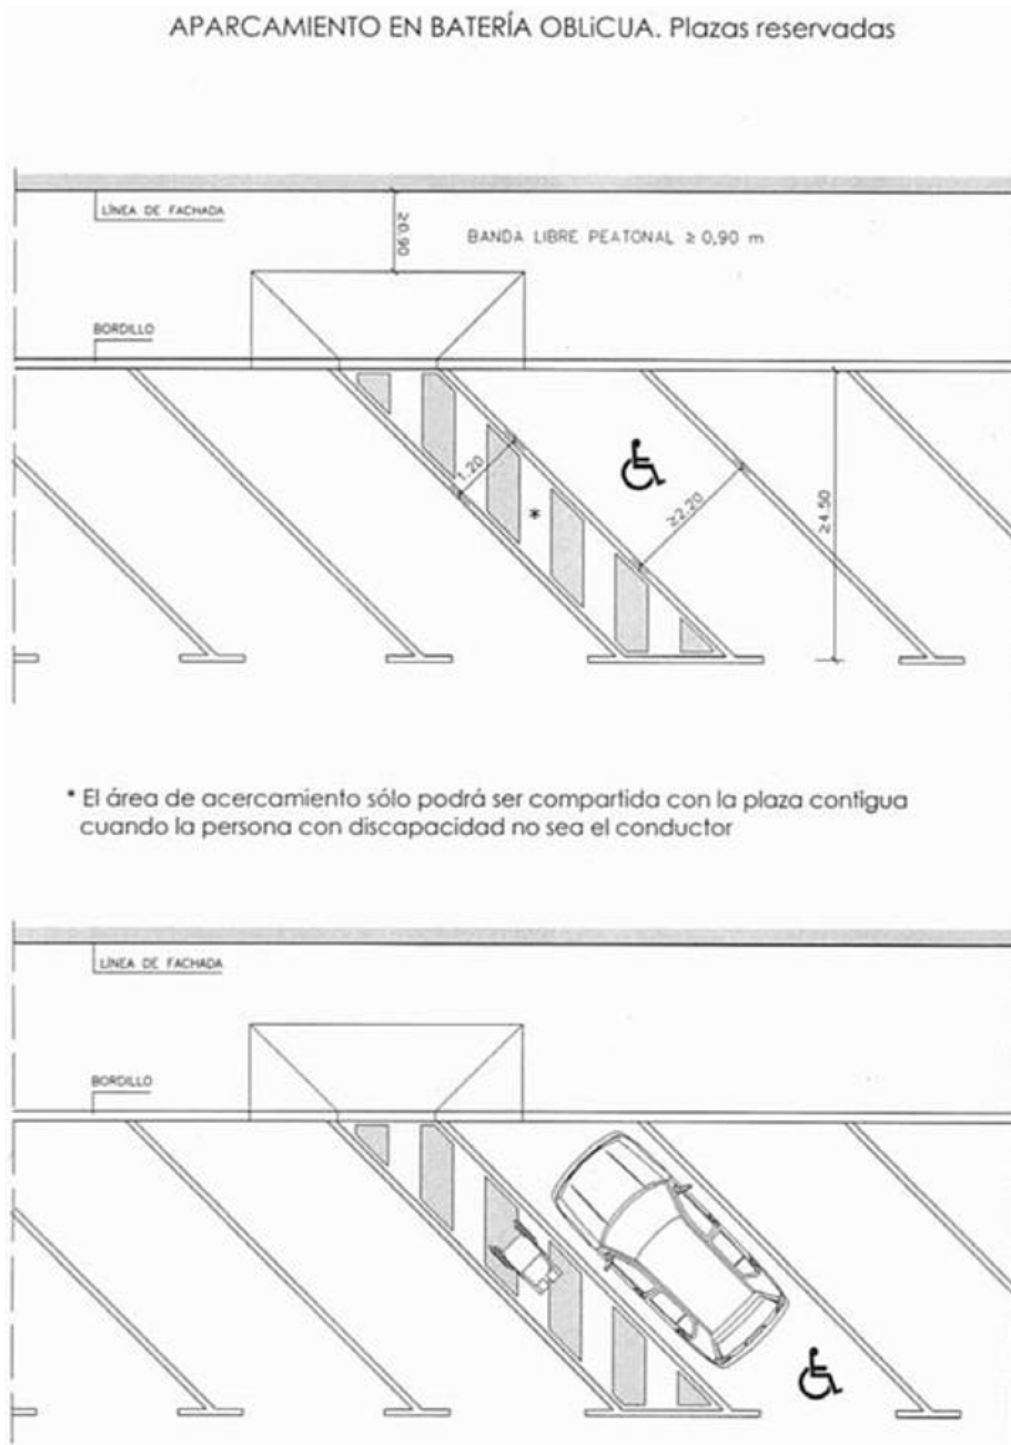 APARCAMIENTO EN BATERÍA OBLiCUA. Plazas reservadas
LÍNEA DE FACHADA
≥0,90
BANDA LIBRE PEATONAL ≥ 0,90 m
BORDILLO
1.20
*
≥2,20
≥4,50
* El área de acercamiento sólo podrá ser compartida con la plaza contigua
cuando la persona con discapacidad no sea el conductor
LÍNEA DE FACHADA
BORDILLO